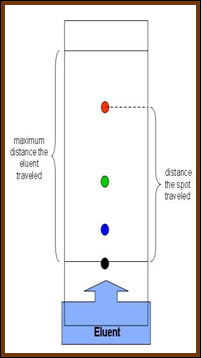 maximum
distance the
eluent
traveled
distance
the spot
traveled
Eluent